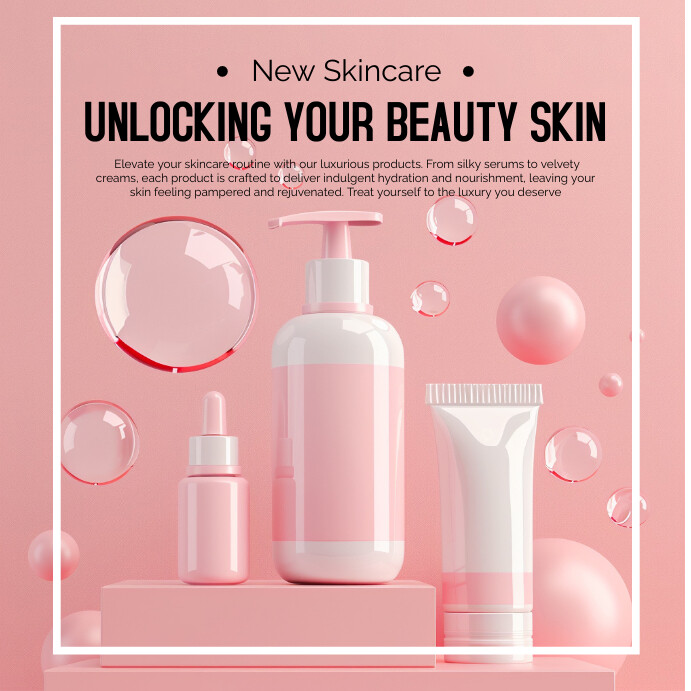 • New Skincare •
UNLOCKING YOUR BEAUTY SKIN
Elevate your skincare routine with our luxurious products. From silky serums to velvety
creams, each product is crafted to deliver indulgent hydration and nourishment, leaving your
skin feeling pampered and rejuvenated. Treat yourself to the luxury you deserve